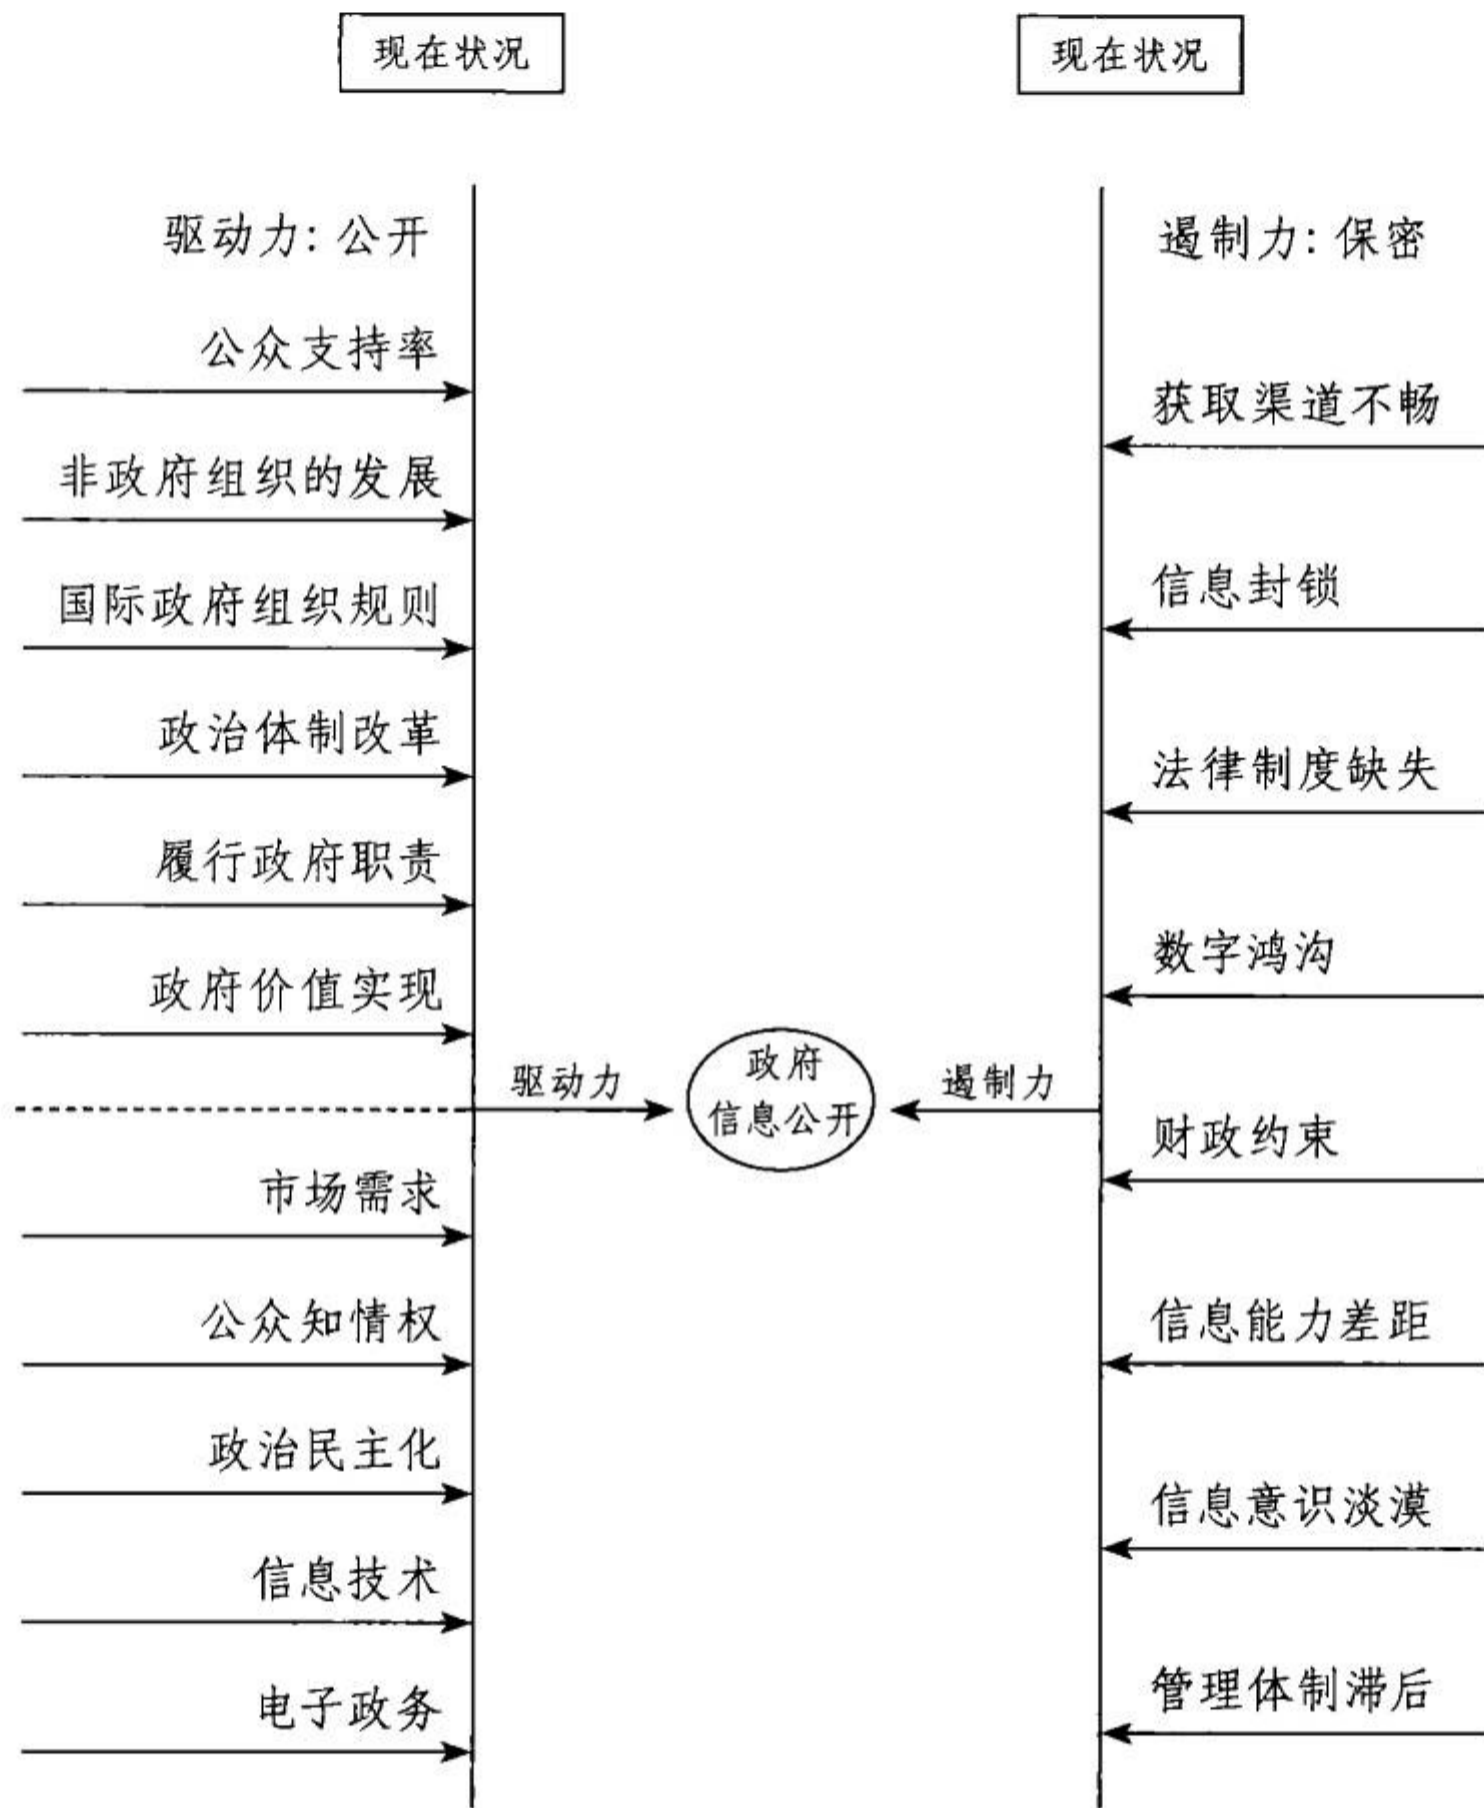 现在状况
驱动力:公开
公众支持率
非政府组织的发展
国际政府组织规则
政治体制改革
履行政府职责
政府价值实现
市场需求
公众知情权
政治民主化
信息技术
电子政务
驱动力
政府
信息公开
遏制力
现在状况
遏制力:保密
获取渠道不畅
信息封锁
法律制度缺失
数字鸿沟
财政约束
信息能力差距
信息意识淡漠
管理体制滞后